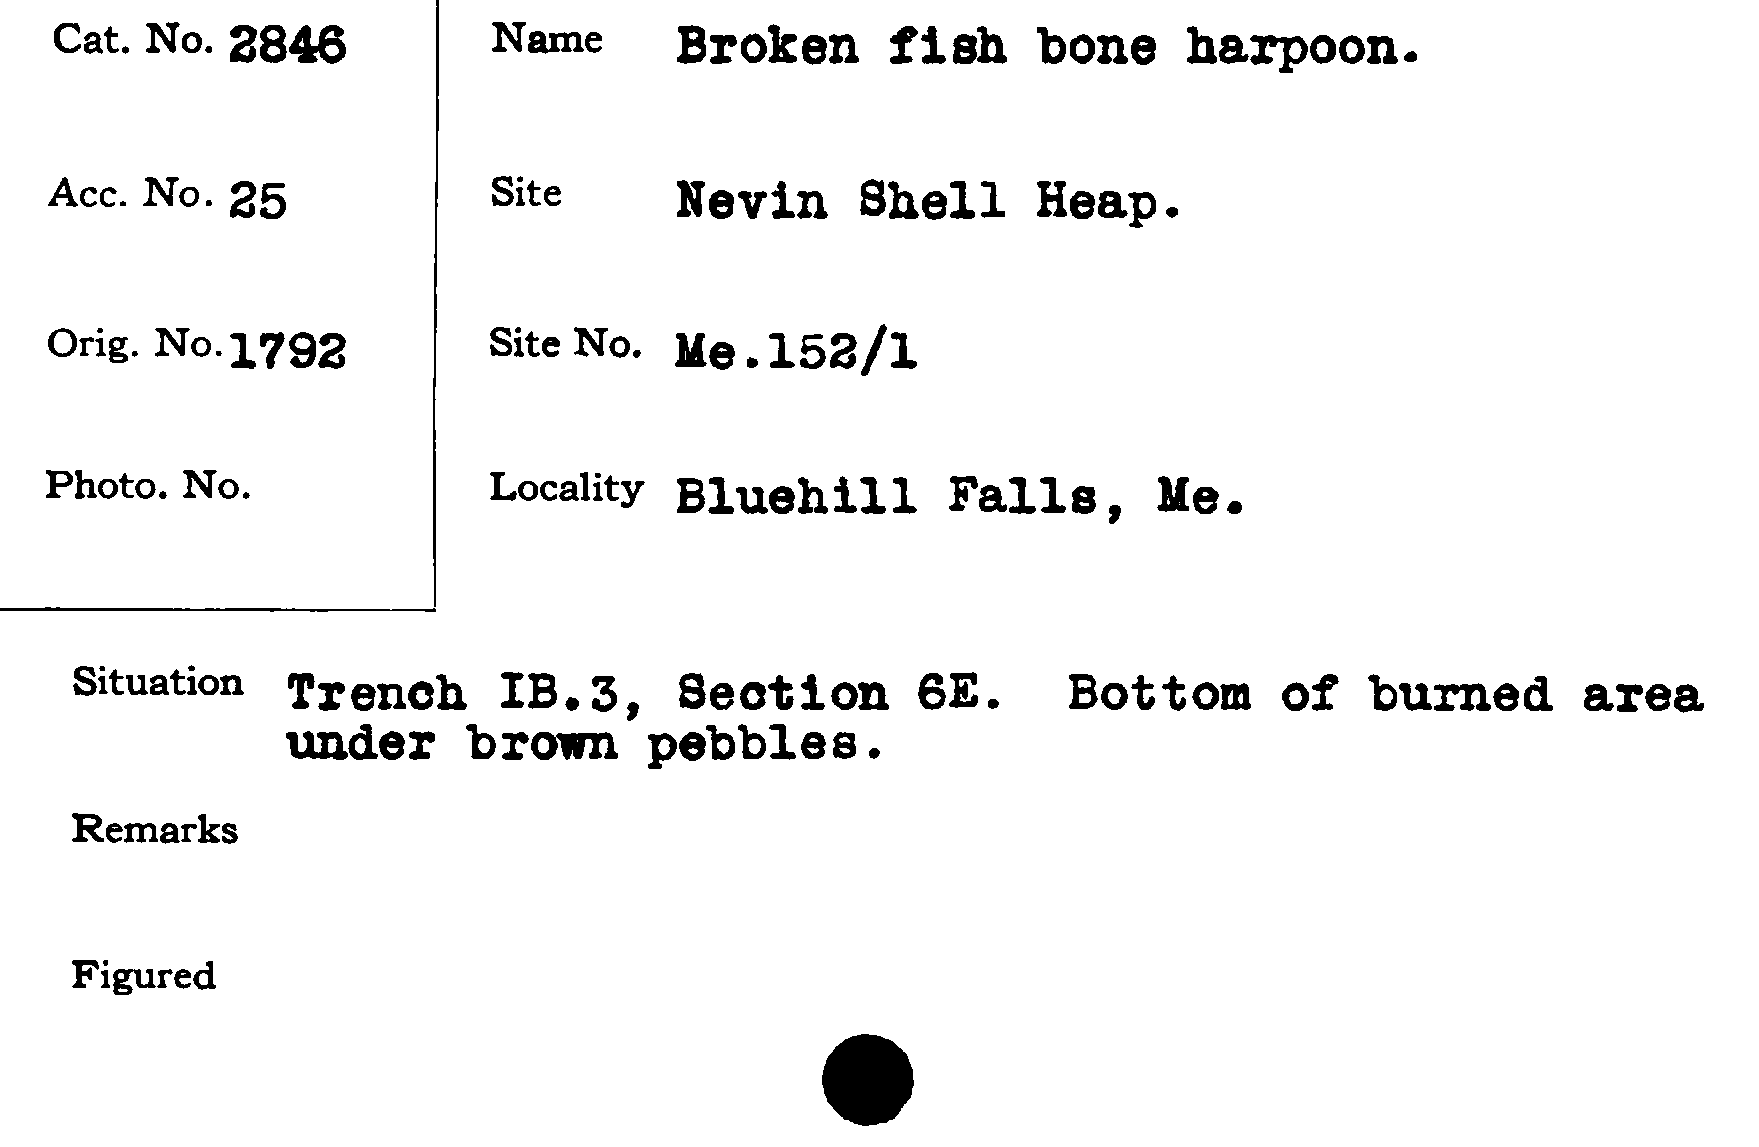 Cat. No. 2846
Name Broken fish bone harpoon.
Acc. No. 25
Site Nevin Shell Heap.
Orig. No. 1792
Site No. Me.152/1
Photo. No.
Locality Bluehill Falls, Me.
Situation Trench IB.3, Section 6E. Bottom of burned area
under brown pebbles.
Remarks
Figured